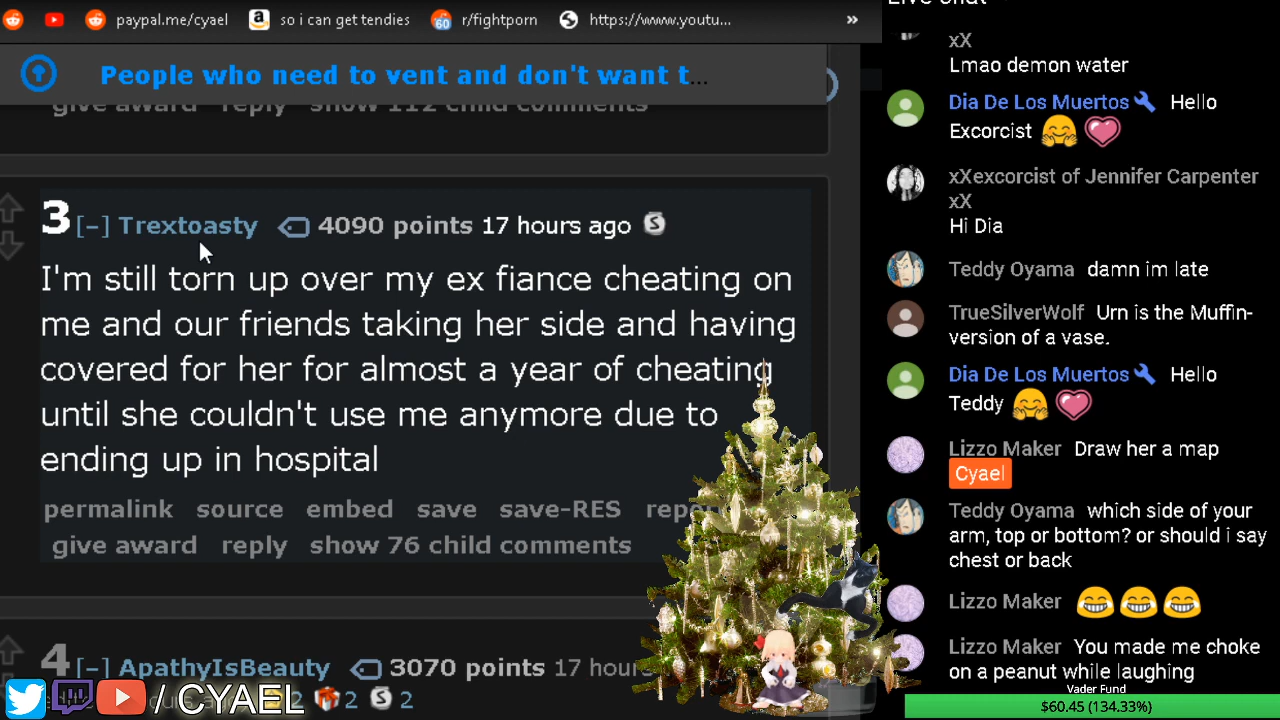 paypal.me/cyael so i can get tendies 60 r/fightporn https://www.youtu... »
People who need to vent and don't want t...
give award reply show 112 child comments
3 [–] Trextoasty 4090 points 17 hours ago S
I'm still torn up over my ex fiance cheating on
me and our friends taking her side and having
covered for her for almost a year of cheating
until she couldn't use me anymore due to
ending up in hospital
permalink source embed save save-RES
give award reply show 76 child comments
4 [–] ApathyIsBeauty 3070 points 17
2 2 S 2
/ CYAEL
Live chat
xX
Lmao demon water
Dia De Los Muertos Hello
Excorcist
xXexcorcist of Jennifer Carpenter
xX
Hi Dia
Teddy Oyama damn im late
TrueSilverWolf Urn is the Muffin-
version of a vase.
Dia De Los Muertos Hello
Teddy
Lizzo Maker Draw her a map
Cyael
Teddy Oyama which side of your
arm, top or bottom? or should i say
chest or back
Lizzo Maker
Lizzo Maker You made me choke
on a peanut while laughing
Vader Fund
$60.45 (134.33%)